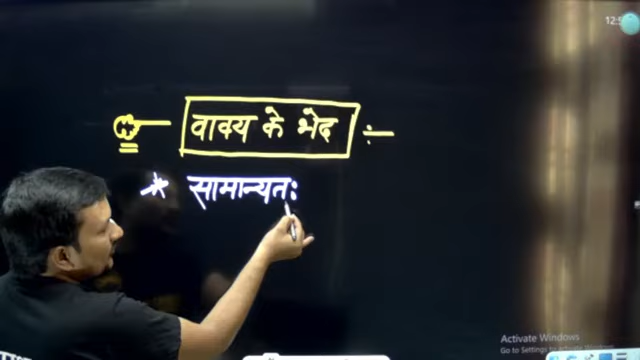 वाक्य के भेद :-
* सामान्यतः
Activate Windows
Go to Settings to activate Windows.